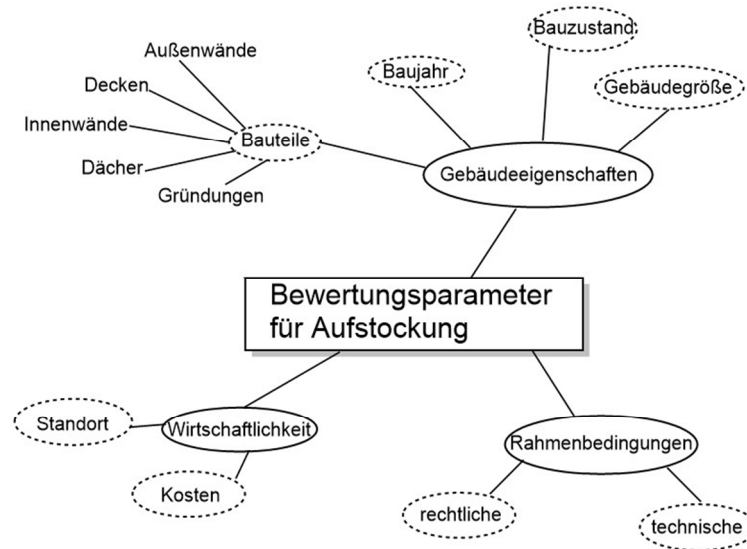 Bauzustand
Außenwände
Baujahr
Decken
Gebäudegröße
Innenwände
Bauteile
Dächer
Gebäudeeigenschaften
Gründungen
Bewertungsparameter
für Aufstockung
Standort
Wirtschaftlichkeit
Rahmenbedingungen
Kosten
rechtliche
technische